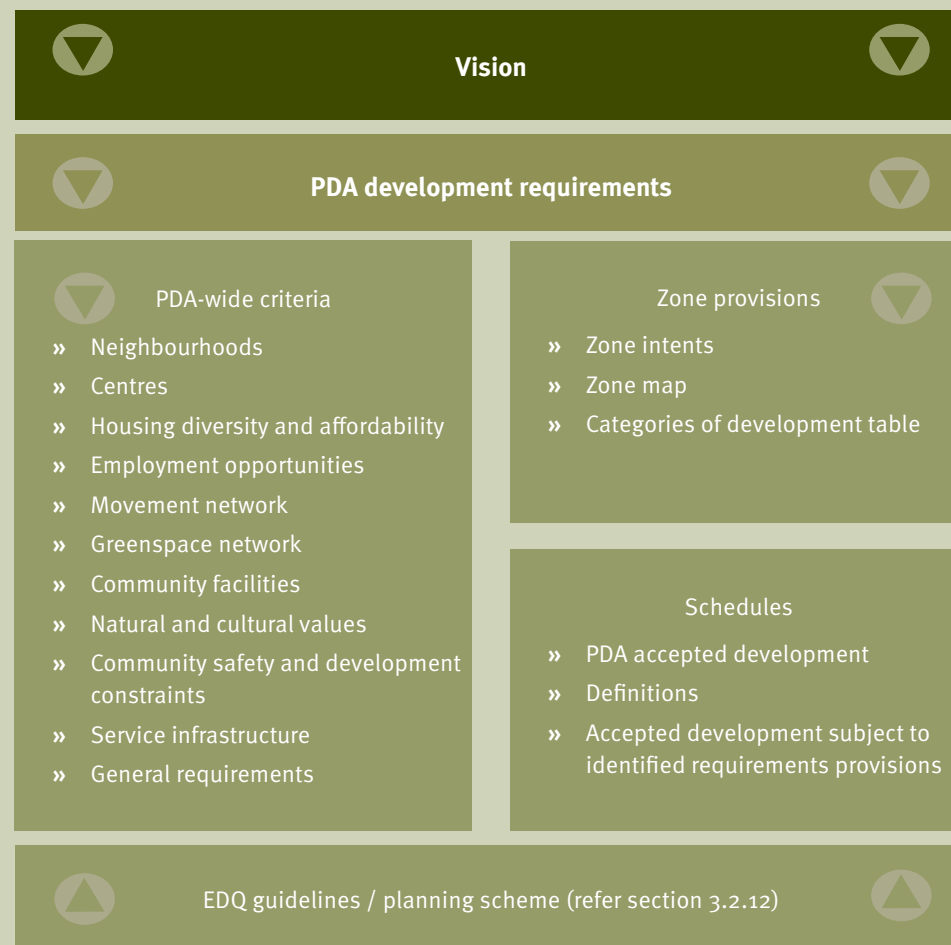 Vision
PDA development requirements
PDA-wide criteria
» Neighbourhoods
» Centres
» Housing diversity and affordability
» Employment opportunities
» Movement network
» Greenspace network
» Community facilities
» Natural and cultural values
» Community safety and development
constraints
» Service infrastructure
» General requirements
Zone provisions
» Zone intents
» Zone map
» Categories of development table
Schedules
» PDA accepted development
» Definitions
» Accepted development subject to
identified requirements provisions
EDQ guidelines / planning scheme (refer section 3.2.12)